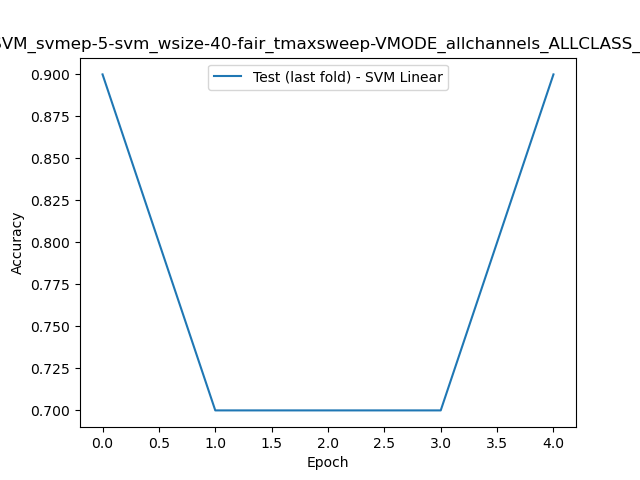 SVM_svmep-5-svm_wsize-40-fair_tmaxsweep-VMODE_allchannels_ALLCLASS_
Test (last fold) - SVM Linear
Accuracy
0.900
0.875
0.850
0.825
0.800
0.775
0.750
0.725
0.700
0.0 0.5 1.0 1.5 2.0 2.5 3.0 3.5 4.0
Epoch